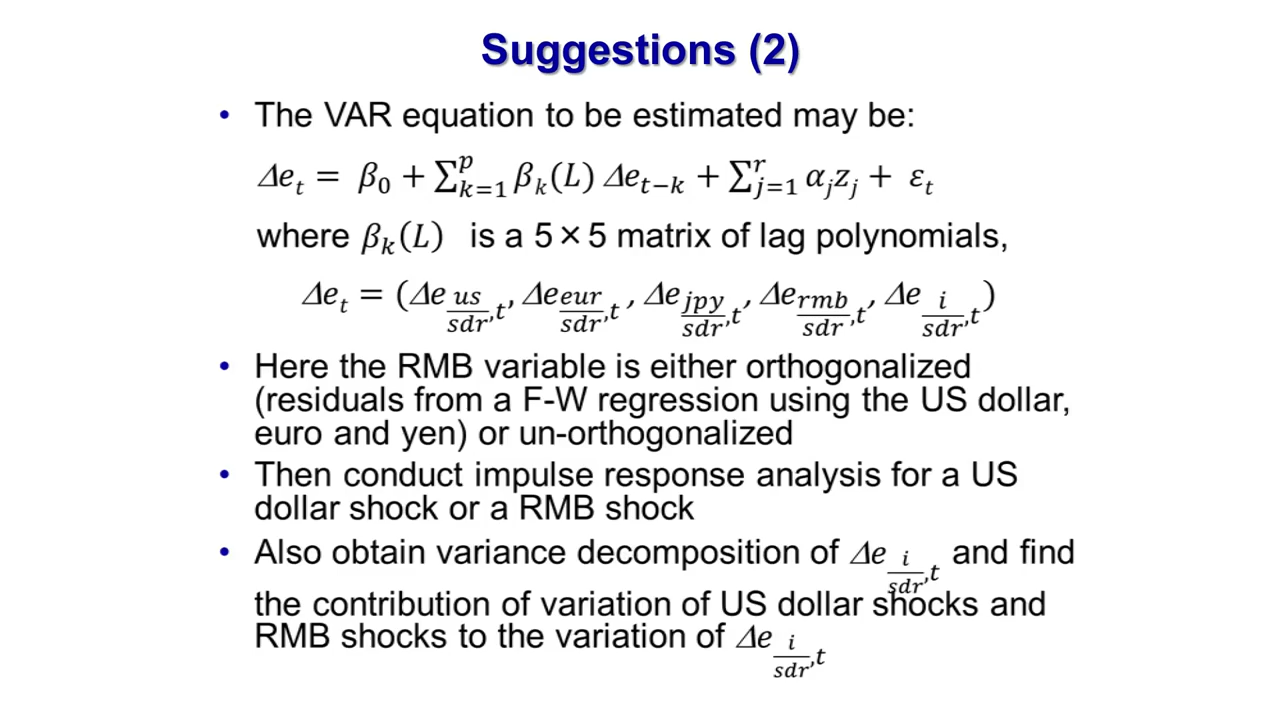 Suggestions (2)
• The VAR equation to be estimated may be:
𝛥e_t = β_0 + ∑_{k=1}^{p} β_k(L) 𝛥e_{t−k} + ∑_{j=1}^{r} α_j z_j + ε_t
where β_k(L) is a 5×5 matrix of lag polynomials,
𝛥e_t = (𝛥e_{us/sdr,t}, 𝛥e_{eur/sdr,t}, 𝛥e_{jpy/sdr,t}, 𝛥e_{rmb/sdr,t}, 𝛥e_{i/sdr,t})
• Here the RMB variable is either orthogonalized
(residuals from a F-W regression using the US dollar,
euro and yen) or un-orthogonalized
• Then conduct impulse response analysis for a US
dollar shock or a RMB shock
• Also obtain variance decomposition of 𝛥e_{i/sdr,t} and find
the contribution of variation of US dollar shocks and
RMB shocks to the variation of 𝛥e_{i/sdr,t}